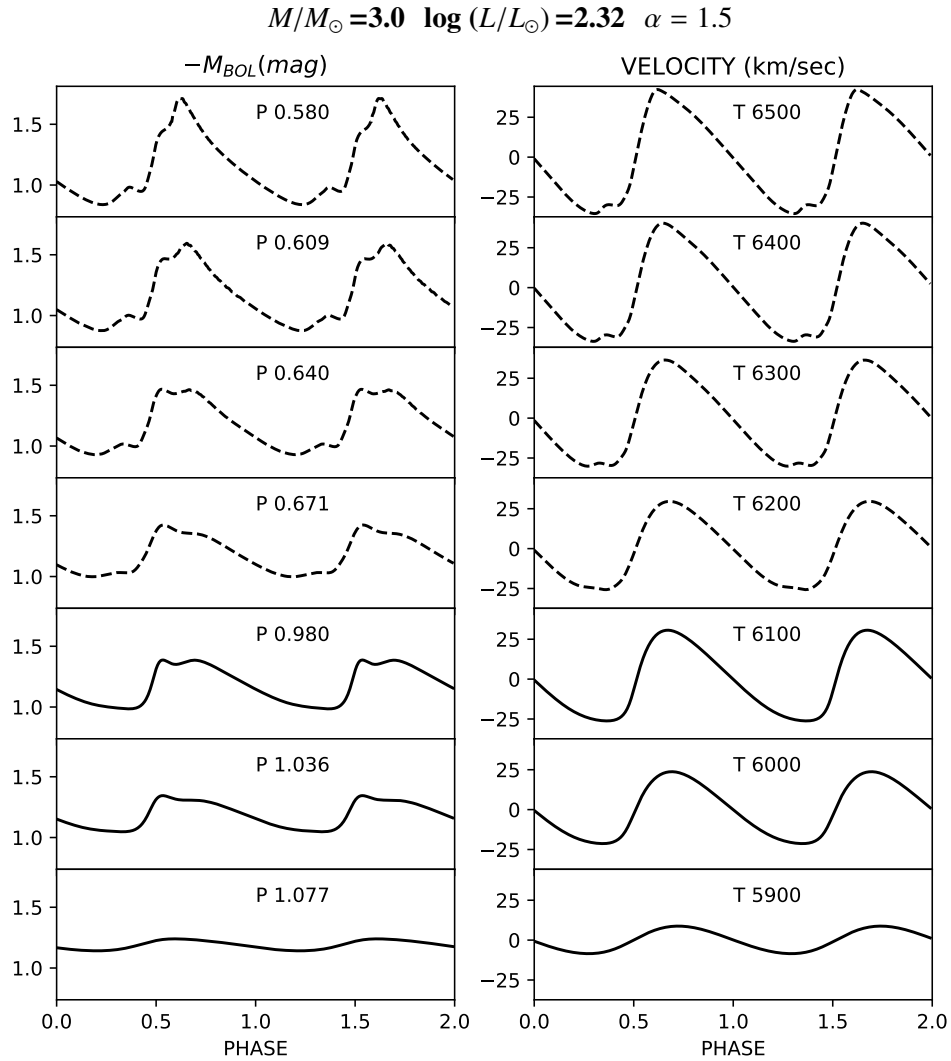 M/M⊙ =3.0 log (L/L⊙) =2.32 α = 1.5
−M_BOL(mag) VELOCITY (km/sec)
P 0.580 T 6500
1.5 25
1.0 0
−25
P 0.609 T 6400
1.5 25
1.0 0
−25
P 0.640 T 6300
1.5 25
1.0 0
−25
P 0.671 T 6200
1.5 25
1.0 0
−25
P 0.980 T 6100
1.5 25
1.0 0
−25
P 1.036 T 6000
1.5 25
1.0 0
−25
P 1.077 T 5900
1.5 25
1.0 0
−25
0.0 0.5 1.0 1.5 2.0 0.0 0.5 1.0 1.5 2.0
PHASE PHASE